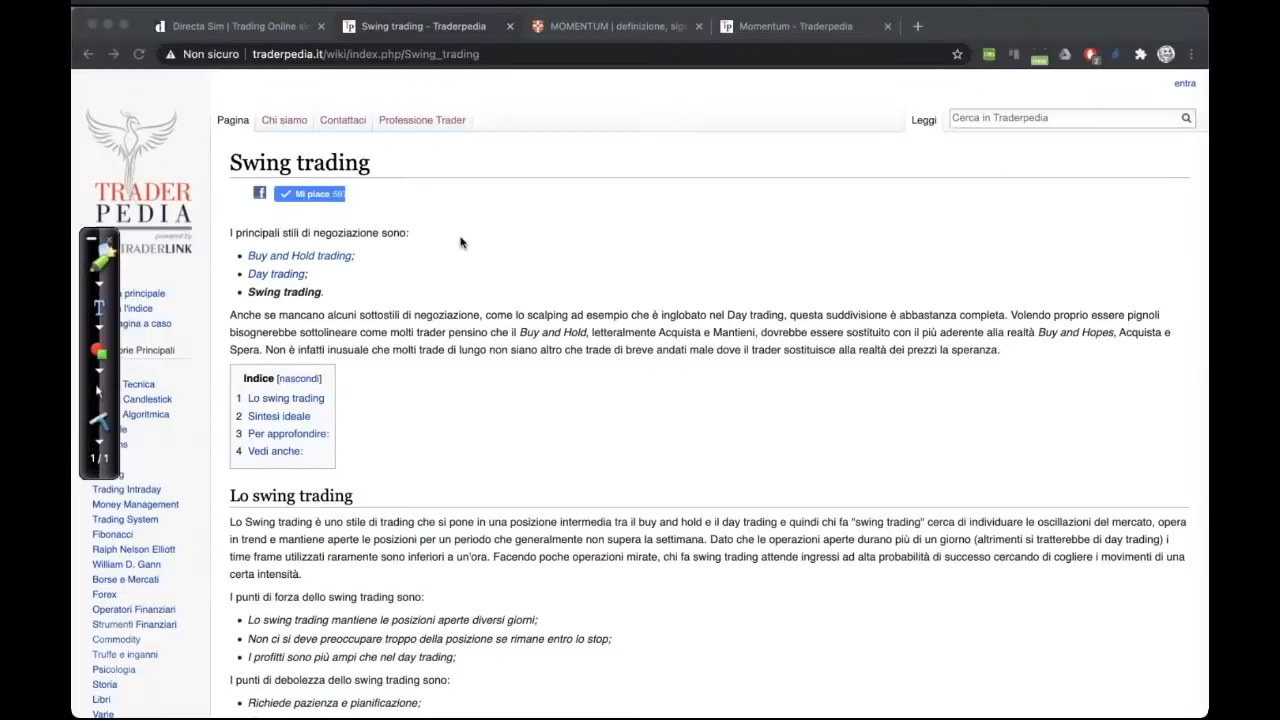 Directa Sim | Trading Online si
Swing trading - Traderpedia
MOMENTUM | definizione, sig
Momentum - Traderpedia
Non sicuro | traderpedia.it/wiki/index.php/Swing_trading
new
2
entra
Pagina
Chi siamo
Contattaci
Professione Trader
Leggi
Cerca in Traderpedia
TRADER
PEDIA
powered by
TRADERLINK
Swing trading
Mi piace 597
I principali stili di negoziazione sono:
Buy and Hold trading;
Day trading;
Swing trading.
Anche se mancano alcuni sottostili di negoziazione, come lo scalping ad esempio che è inglobato nel Day trading, questa suddivisione è abbastanza completa. Volendo proprio essere pignoli
bisognerebbe sottolineare come molti trader pensino che il Buy and Hold, letteralmente Acquista e Mantieni, dovrebbe essere sostituito con il più aderente alla realtà Buy and Hopes, Acquista e
Spera. Non è infatti inusuale che molti trade di lungo non siano altro che trade di breve andati male dove il trader sostituisce alla realtà dei prezzi la speranza.
Indice [nascondi]
1 Lo swing trading
2 Sintesi ideale
3 Per approfondire:
4 Vedi anche:
Lo swing trading
Lo Swing trading è uno stile di trading che si pone in una posizione intermedia tra il buy and hold e il day trading e quindi chi fa "swing trading" cerca di individuare le oscillazioni del mercato, opera
in trend e mantiene aperte le posizioni per un periodo che generalmente non supera la settimana. Dato che le operazioni aperte durano più di un giorno (altrimenti si tratterebbe di day trading) i
time frame utilizzati raramente sono inferiori a un'ora. Facendo poche operazioni mirate, chi fa swing trading attende ingressi ad alta probabilità di successo cercando di cogliere i movimenti di una
certa intensità.
I punti di forza dello swing trading sono:
Lo swing trading mantiene le posizioni aperte diversi giorni;
Non ci si deve preoccupare troppo della posizione se rimane entro lo stop;
I profitti sono più ampi che nel day trading;
I punti di debolezza dello swing trading sono:
Richiede pazienza e pianificazione;
a principale
l'indice
agina a caso
orie Principali
Tecnica
Candlestick
Algoritmica
le
ns
g
Trading Intraday
Money Management
Trading System
Fibonacci
Ralph Nelson Elliott
William D. Gann
Borse e Mercati
Forex
Operatori Finanziari
Strumenti Finanziari
Commodity
Truffe e inganni
Psicologia
Storia
Libri
Varie
T
1/1